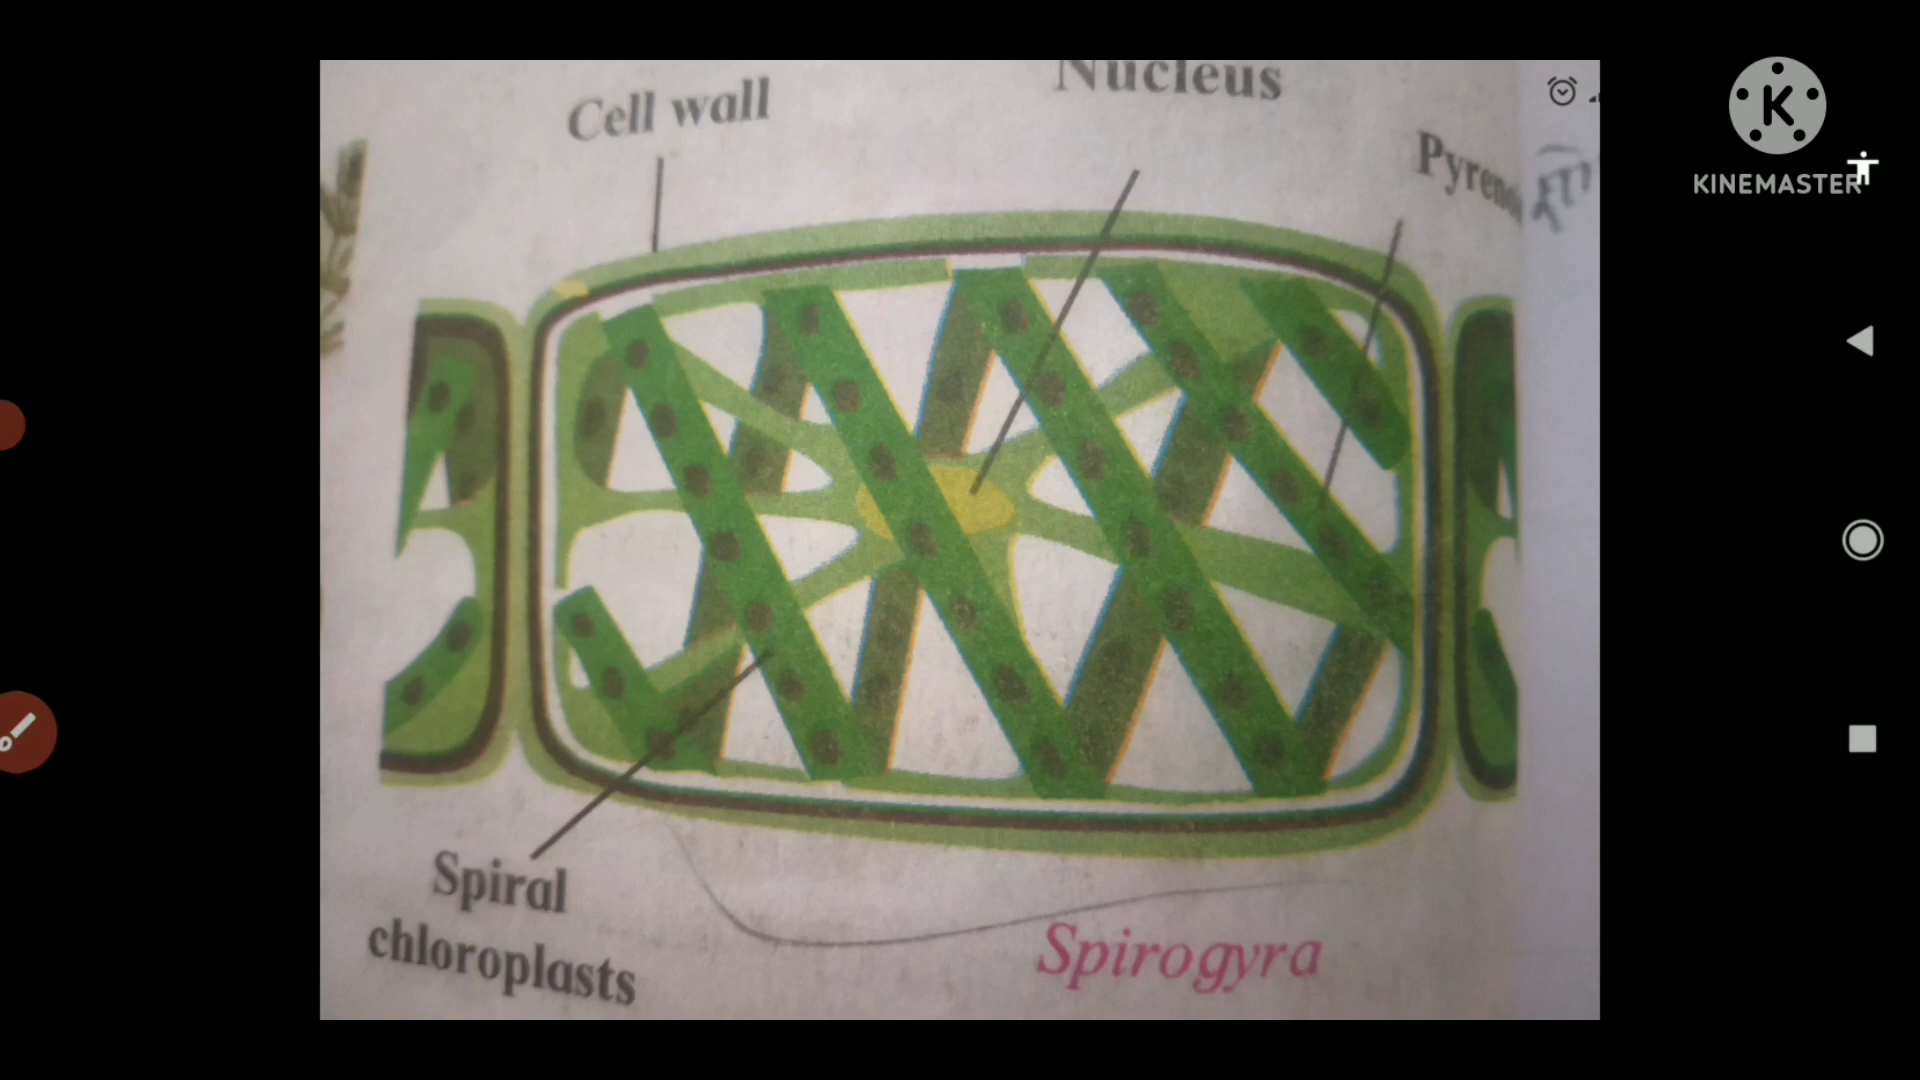 Cell wall
Nucleus
KINEMASTER
Spiral
chloroplasts
Spirogyra